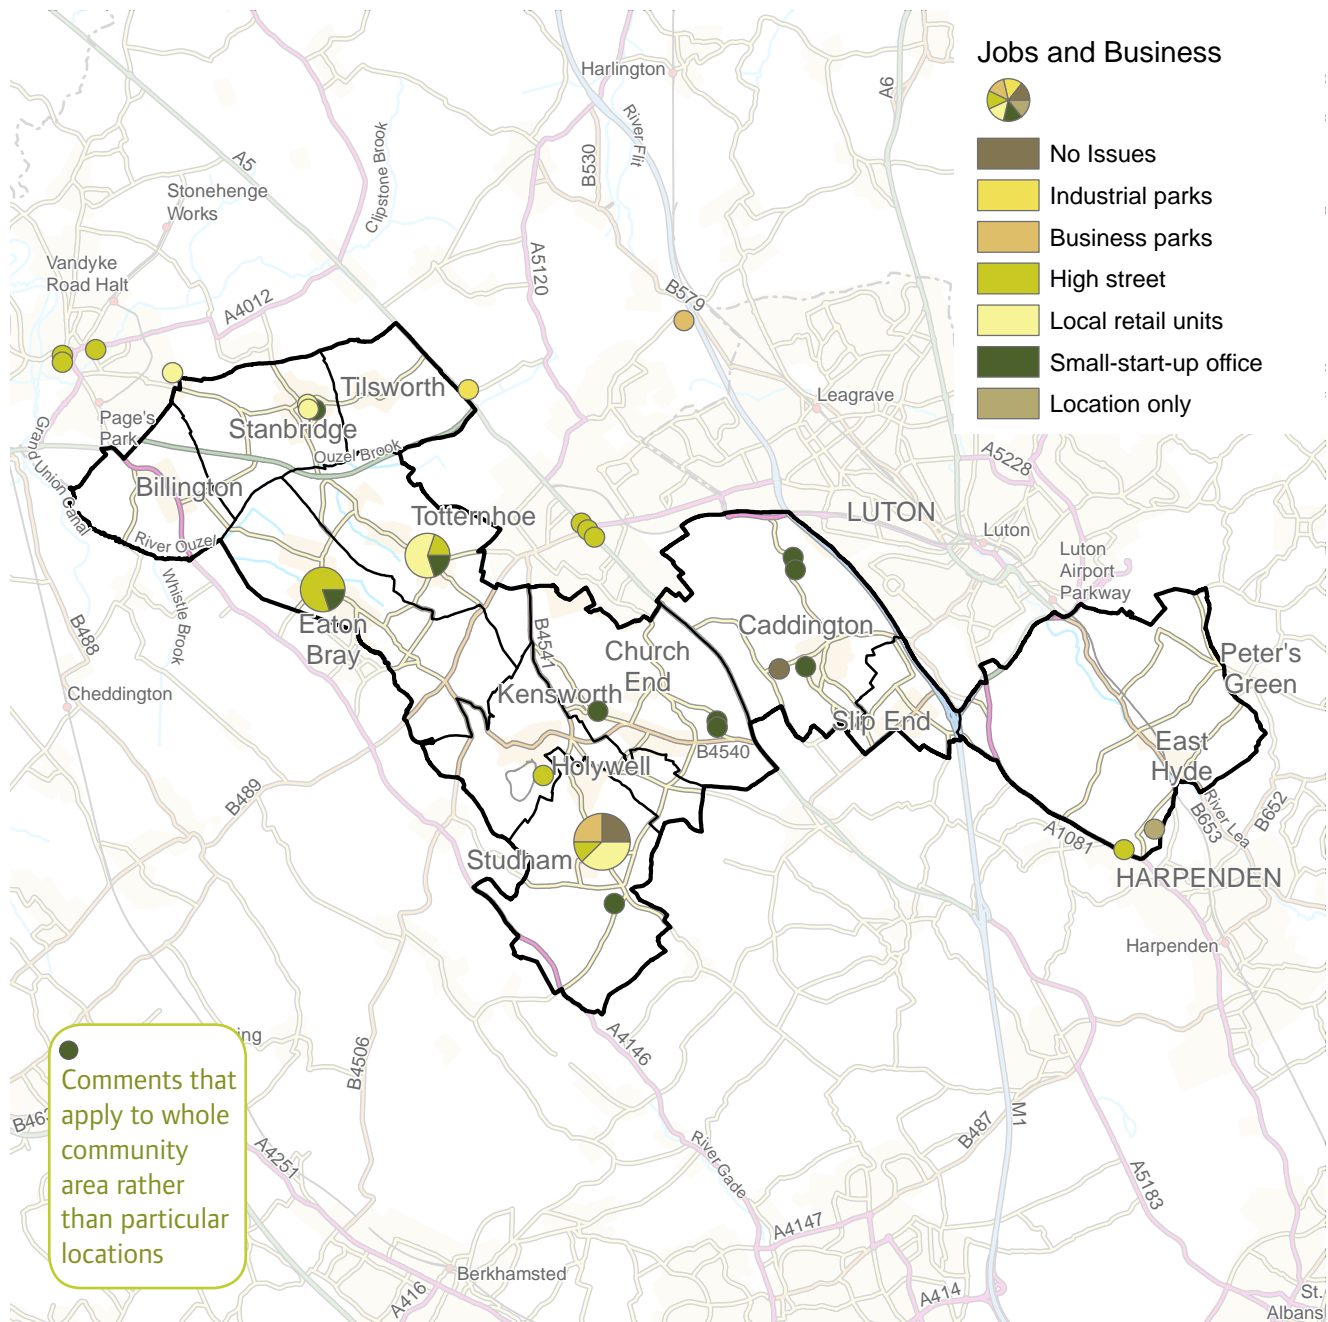 Jobs and Business
No Issues
Industrial parks
Business parks
High street
Local retail units
Small-start-up office
Location only
Harlington
River Flit
A6
B530
A5
Clipstone Brook
Stonehenge
Works
Vandyke
Road Halt
A4012
A5120
B579
Leagrave
Tilsworth
Page's
Park
Stanbridge
Ouzel Brook
Grand Union Canal
Billington
A5228
Totternhoe
LUTON
Luton
River Ouzel
Luton
Airport
Parkway
Whistle Brook
B488
Eaton
Bray
B4541
Church
End
Caddington
Peter's
Green
Cheddington
Kensworth
Slip End
B4540
East
Hyde
Holywell
B489
River Lea
B653
B652
A1081
Studham
HARPENDEN
Harpenden
ing
B4506
A4146
Comments that
apply to whole
community
area rather
than particular
locations
B463
A4251
M1
B487
River Gade
A5183
A4147
Berkhamsted
A416
A414
St.
Albans